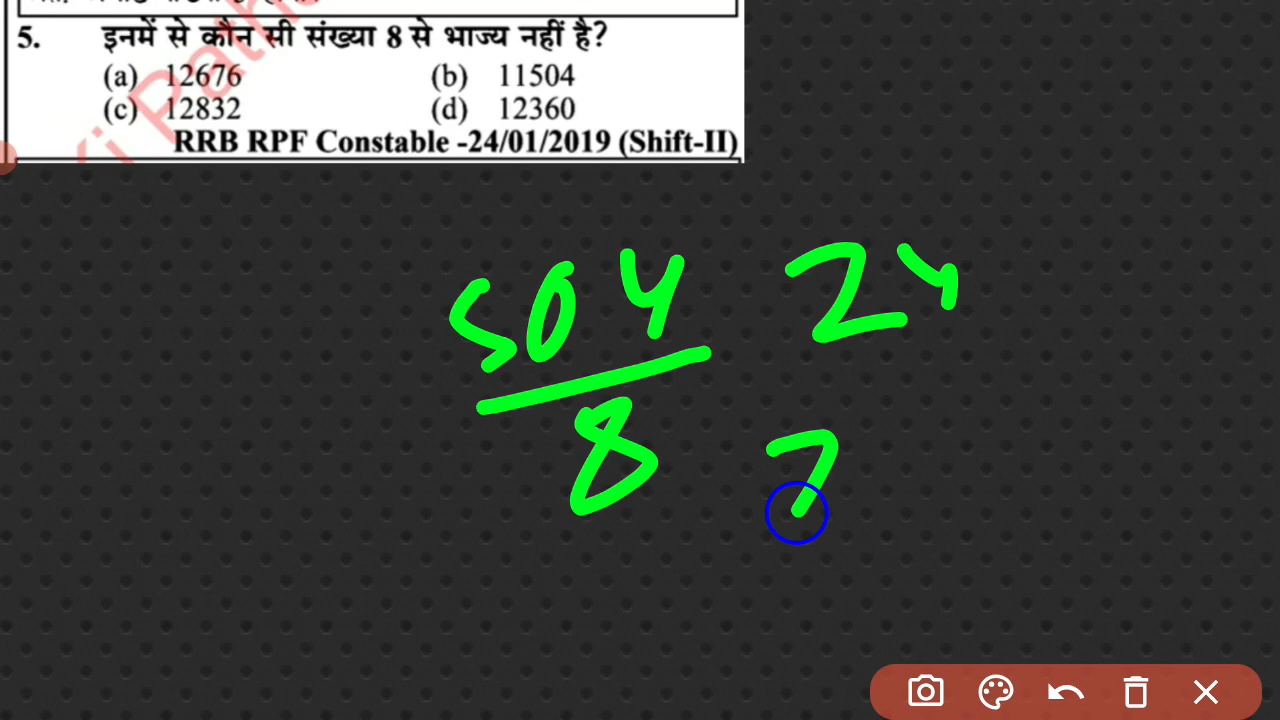 5. इनमें से कौन सी संख्या 8 से भाज्य नहीं है?
(a) 12676 (b) 11504
(c) 12832 (d) 12360
RRB RPF Constable -24/01/2019 (Shift-II)
504 24
8